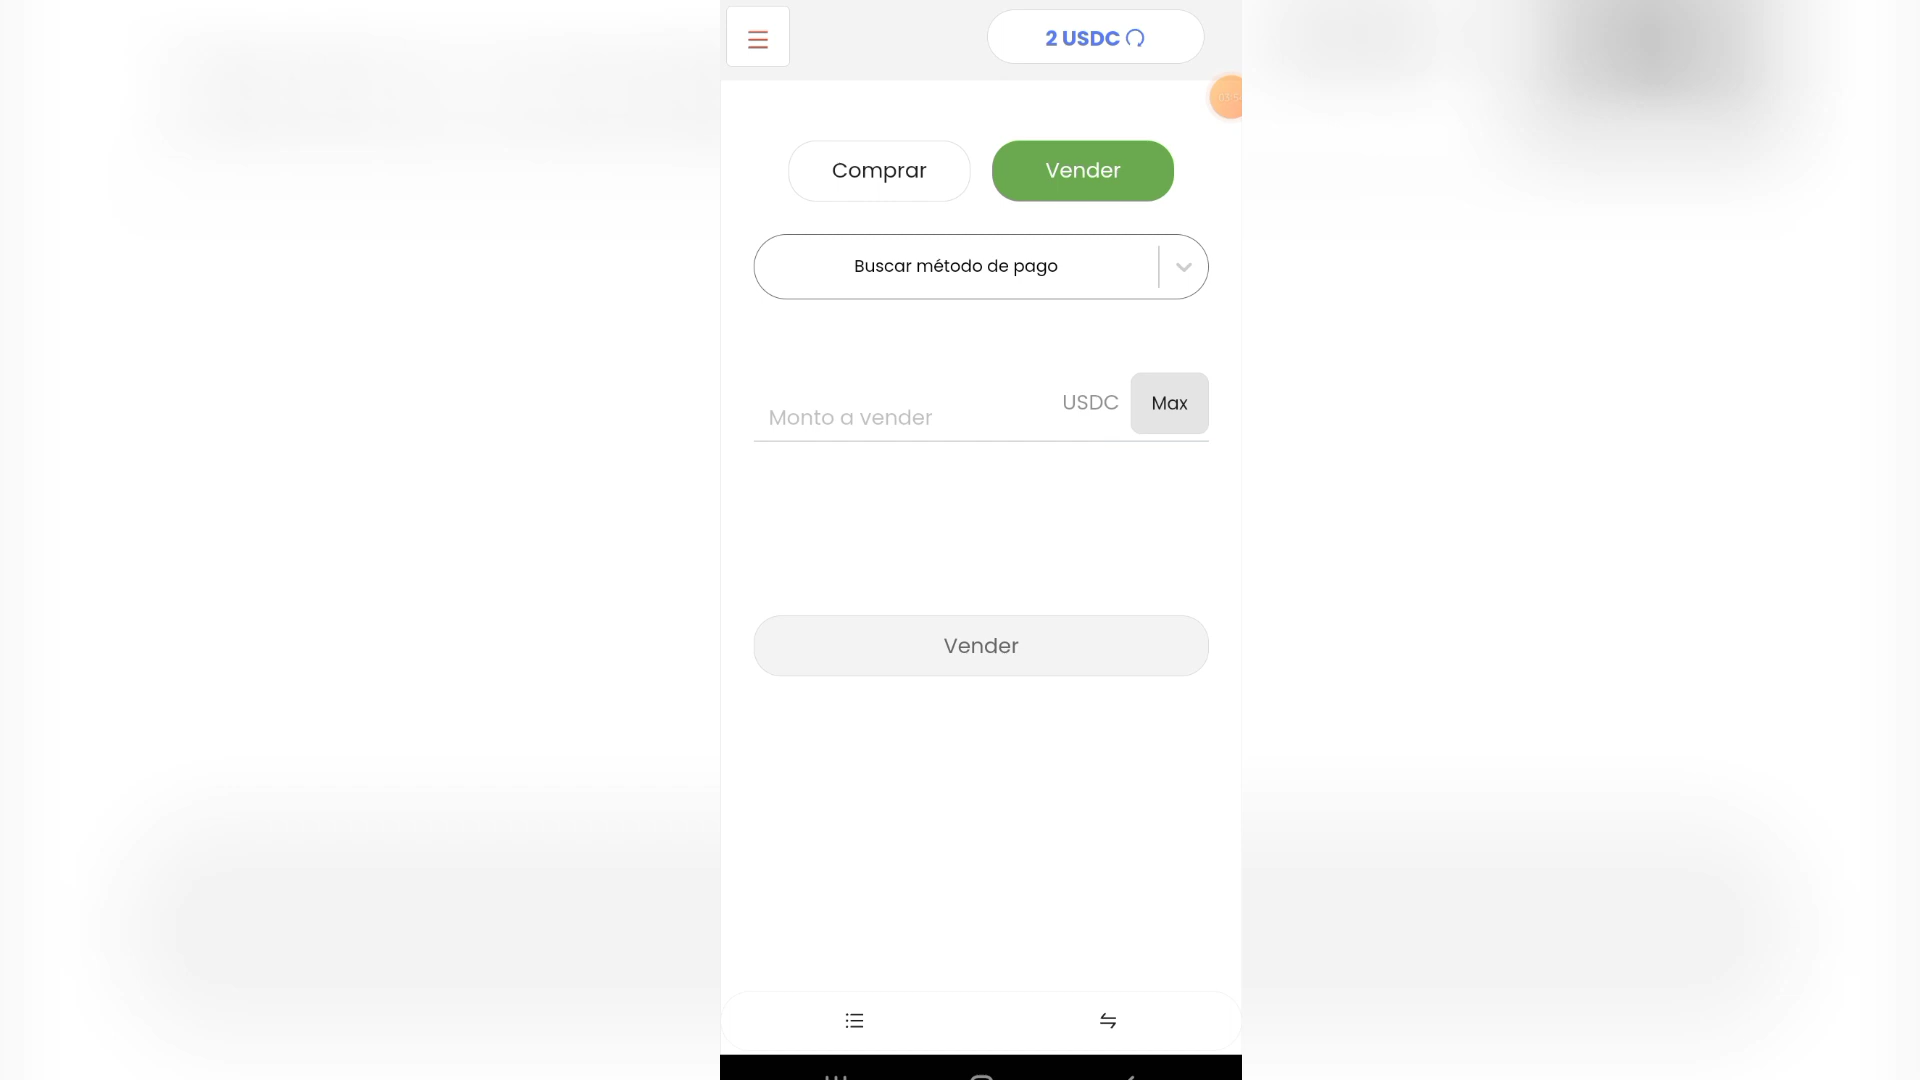 2 USDC
Comprar
Vender
Buscar método de pago
Monto a vender
USDC
Max
Vender